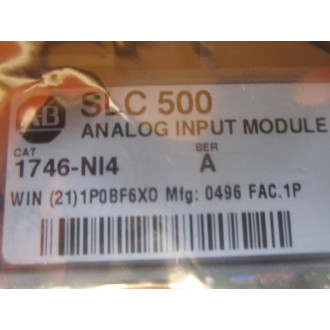 AB SLC 500
ANALOG INPUT MODULE
CAT SER
1746-NI4 A
WIN (21)1P0BF6X0 Mfg: 0496 FAC.1P